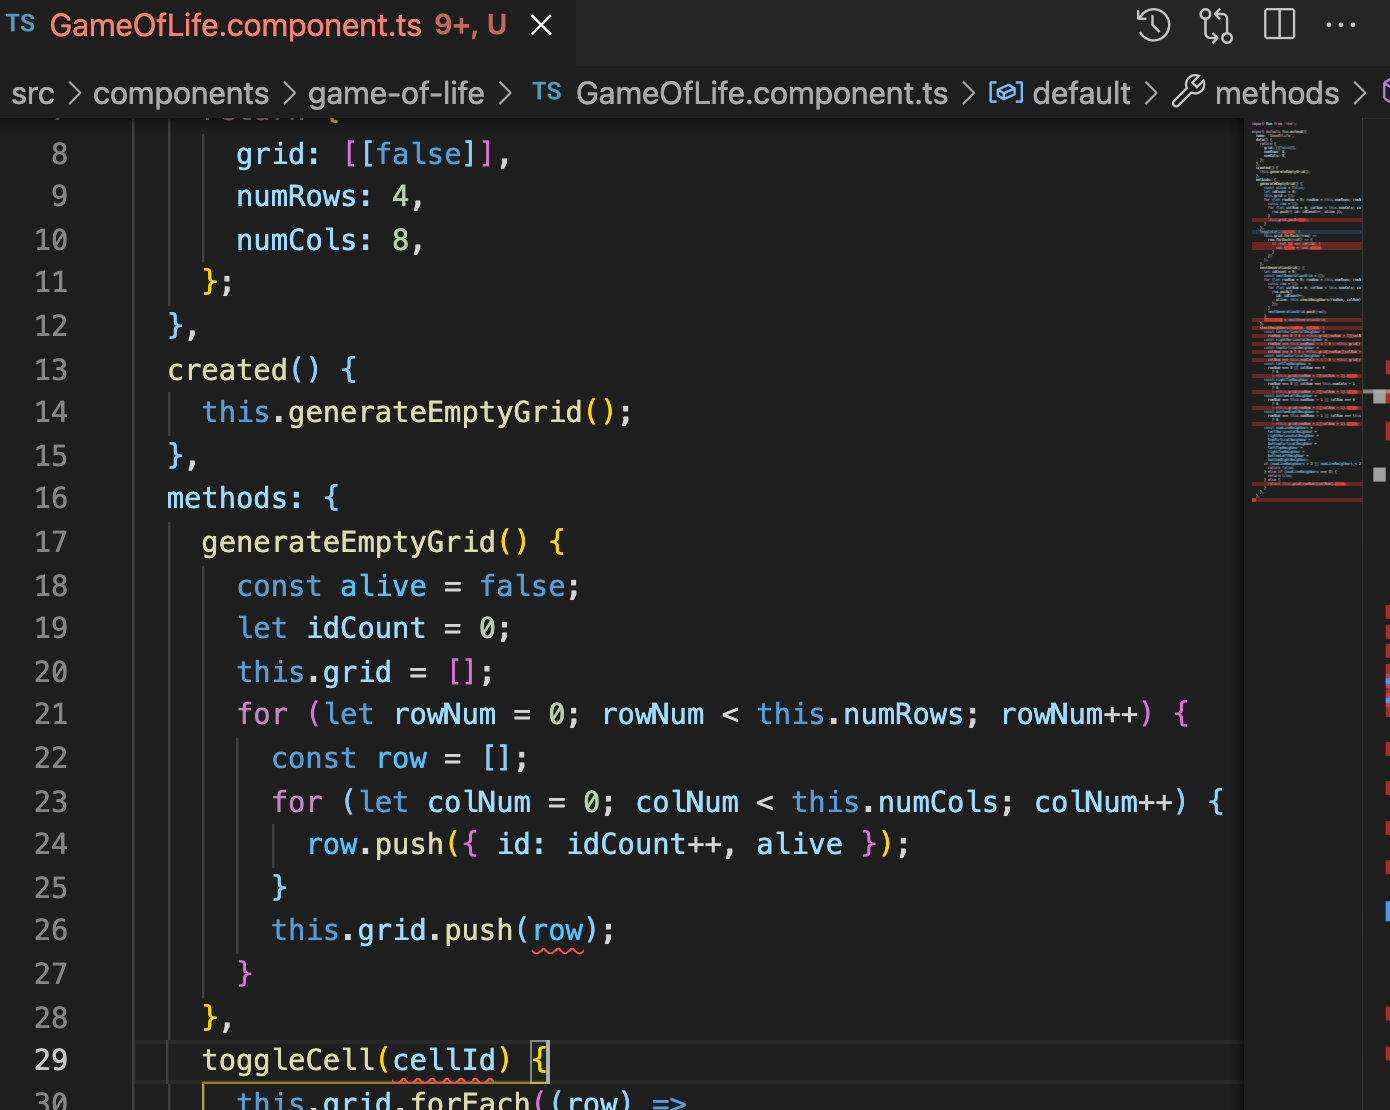 TS GameOfLife.component.ts 9+, U
src > components > game-of-life > TS GameOfLife.component.ts > default > methods >
return {
8 grid: [[false]],
9 numRows: 4,
10 numCols: 8,
11 };
12 },
13 created() {
14 this.generateEmptyGrid();
15 },
16 methods: {
17 generateEmptyGrid() {
18 const alive = false;
19 let idCount = 0;
20 this.grid = [];
21 for (let rowNum = 0; rowNum < this.numRows; rowNum++) {
22 const row = [];
23 for (let colNum = 0; colNum < this.numCols; colNum++) {
24 row.push({ id: idCount++, alive });
25 }
26 this.grid.push(row);
27 }
28 },
29 toggleCell(cellId) {
30 this.grid.forEach((row) =>